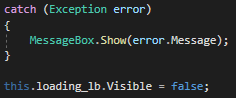 catch (Exception error)
{
MessageBox.Show(error.Message);
}
this.loading_lb.Visible = false;